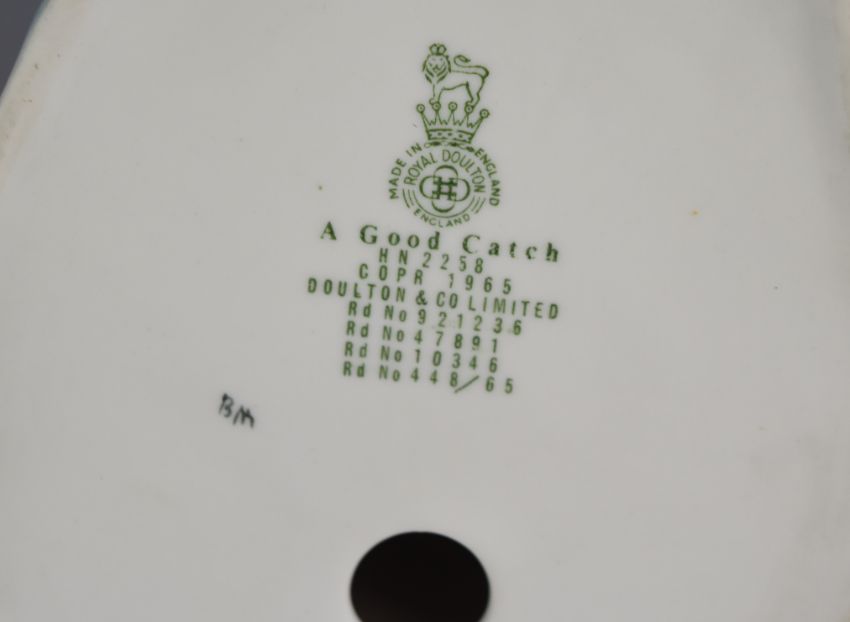 MADE IN ENGLAND
ROYAL DOULTON
ENGLAND
A Good Catch
HN 2258
COPR 1965
DOULTON & CO LIMITED
Rd No 921236
Rd No 47891
Rd No 10346
Rd No 448/65
BM